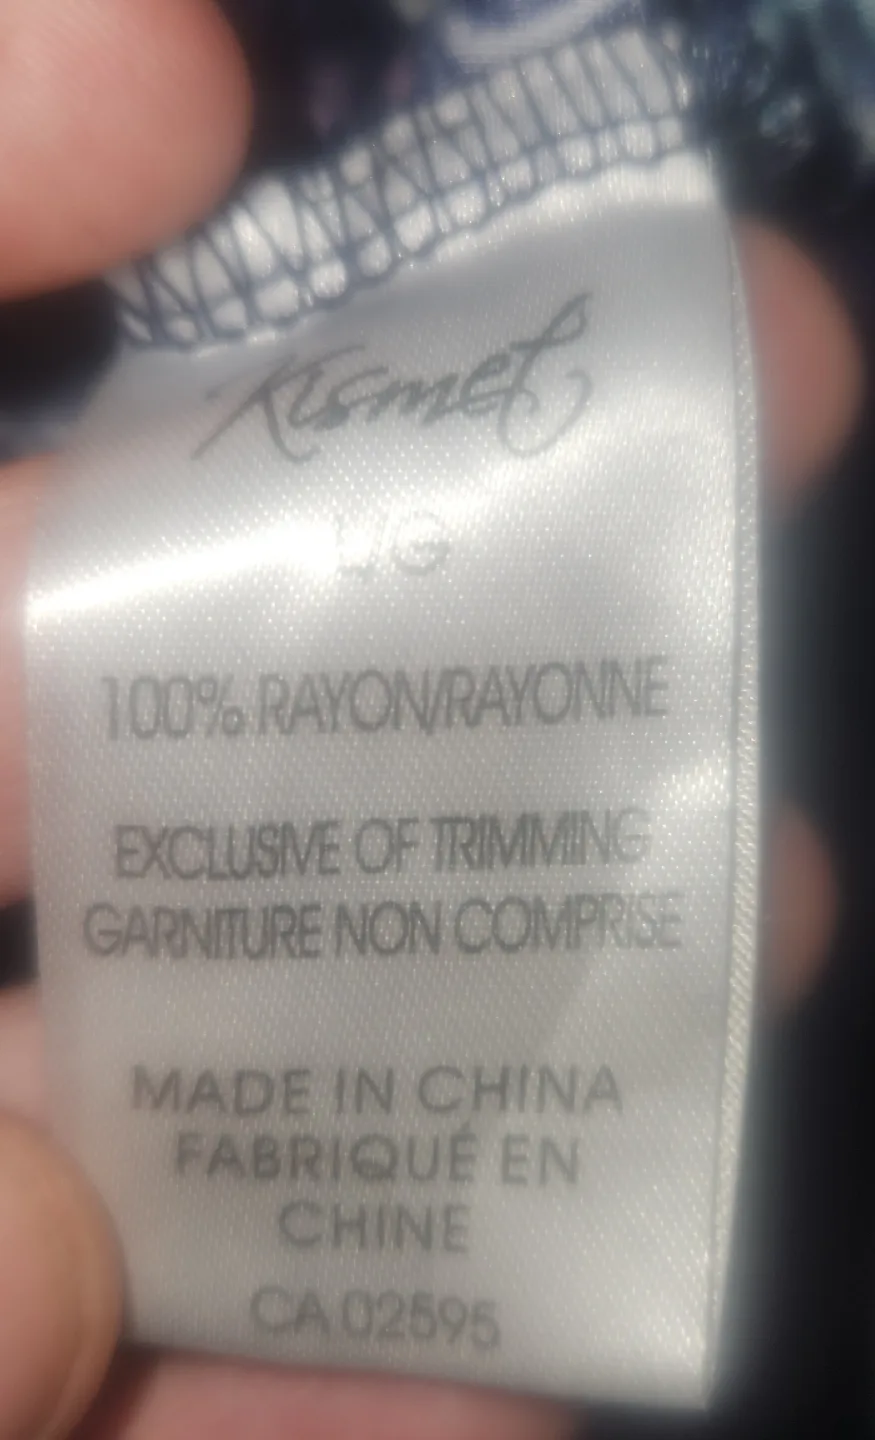 Kismet
L/G
100% RAYON/RAYONNE
EXCLUSIVE OF TRIMMING
GARNITURE NON COMPRISE
MADE IN CHINA
FABRIQUÉ EN
CHINE
CA 02595